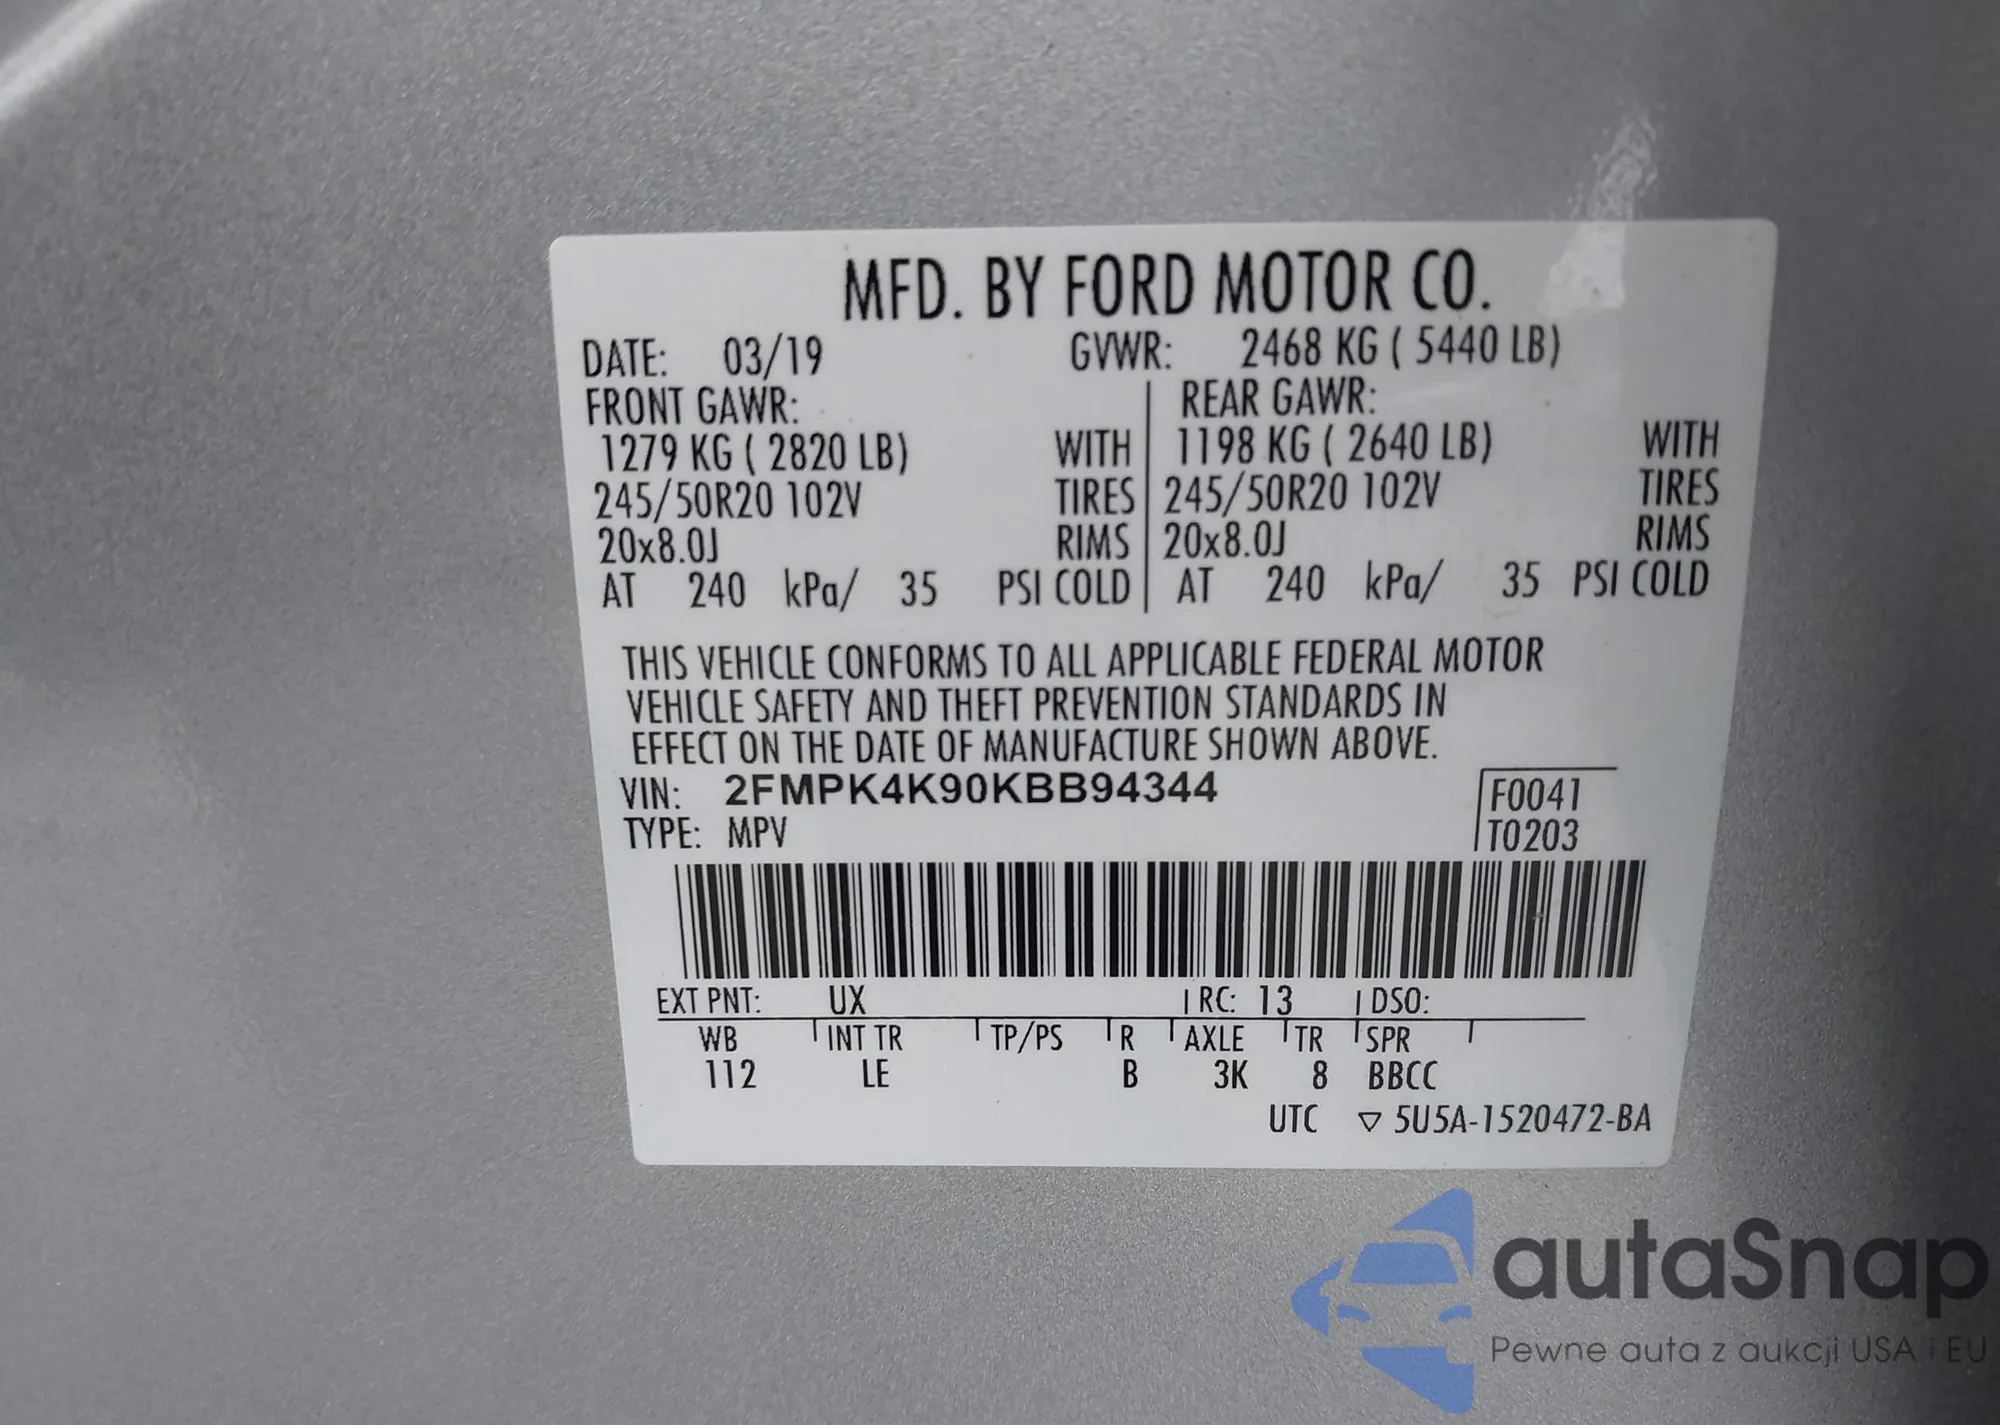 MFD. BY FORD MOTOR CO.
DATE: 03/19 GVWR: 2468 KG ( 5440 LB)
FRONT GAWR: REAR GAWR:
1279 KG ( 2820 LB) WITH 1198 KG ( 2640 LB) WITH
245/50R20 102V TIRES 245/50R20 102V TIRES
20x8.0J RIMS 20x8.0J RIMS
AT 240 kPa/ 35 PSI COLD AT 240 kPa/ 35 PSI COLD
THIS VEHICLE CONFORMS TO ALL APPLICABLE FEDERAL MOTOR
VEHICLE SAFETY AND THEFT PREVENTION STANDARDS IN
EFFECT ON THE DATE OF MANUFACTURE SHOWN ABOVE.
VIN: 2FMPK4K90KBB94344 F0041
TYPE: MPV T0203
EXT PNT: UX RC: 13 DSO:
WB INT TR TP/PS R AXLE TR SPR
112 LE B 3K 8 BBCC
UTC ▽ 5U5A-1520472-BA
autaSnap
Pewne auta z aukcji USA i EU